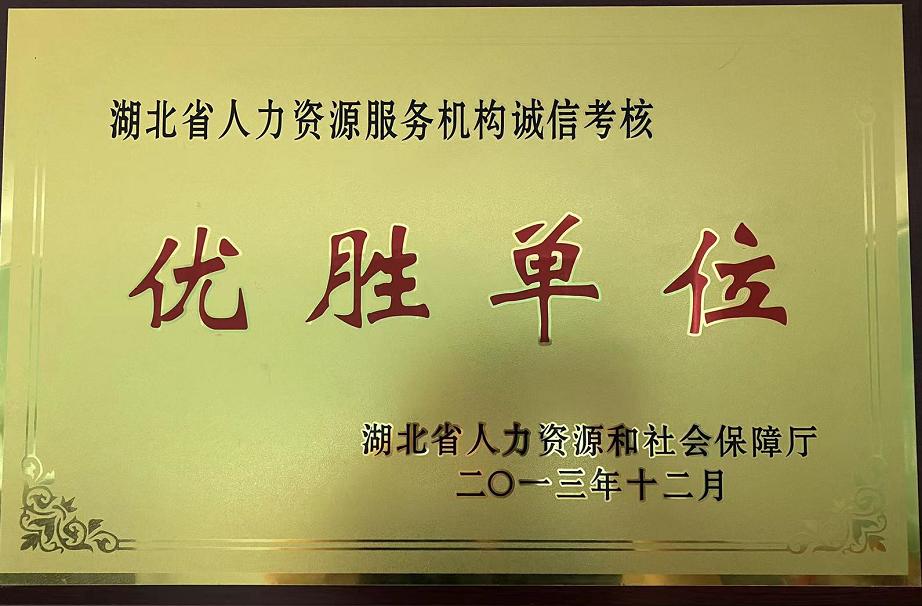 湖北省人力资源服务机构诚信考核
优胜单位
湖北省人力资源和社会保障厅
二〇一三年十二月